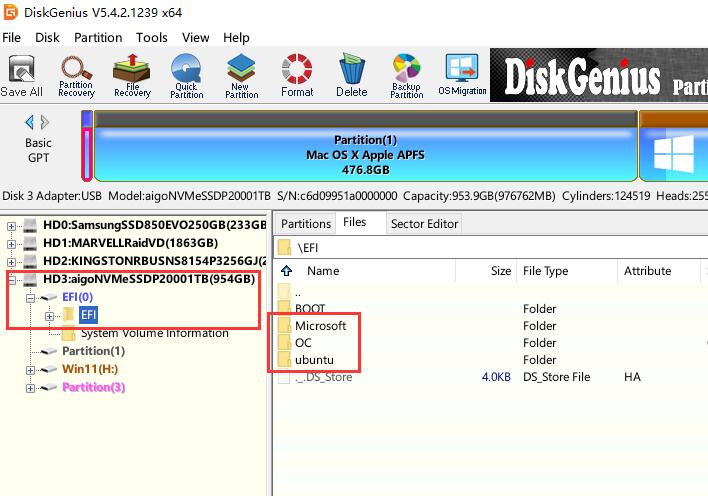 DiskGenius V5.4.2.1239 x64
File Disk Partition Tools View Help
Save All
Partition Recovery
File Recovery
Quick Partition
New Partition
Format
Delete
Backup Partition
OS Migration
DiskGenius Parti
Basic
GPT
Partition(1)
Mac OS X Apple APFS
476.8GB
Disk 3 Adapter:USB Model:aigoNVMeSSDP20001TB S/N:c6d09951a0000000 Capacity:953.9GB(976762MB) Cylinders:124519 Heads:255
HD0:SamsungSSD850EVO250GB(233GB
HD1:MARVELLRaidVD(1863GB)
HD2:KINGSTONRBUSNS8154P3256GJ(2
HD3:aigoNVMeSSDP20001TB(954GB)
EFI(0)
EFI
System Volume Information
Partition(1)
Win11(H:)
Partition(3)
Partitions Files Sector Editor
\EFI
Name Size File Type Attribute
..
BOOT Folder
Microsoft Folder
OC Folder
ubuntu Folder
._.DS_Store 4.0KB DS_Store File HA